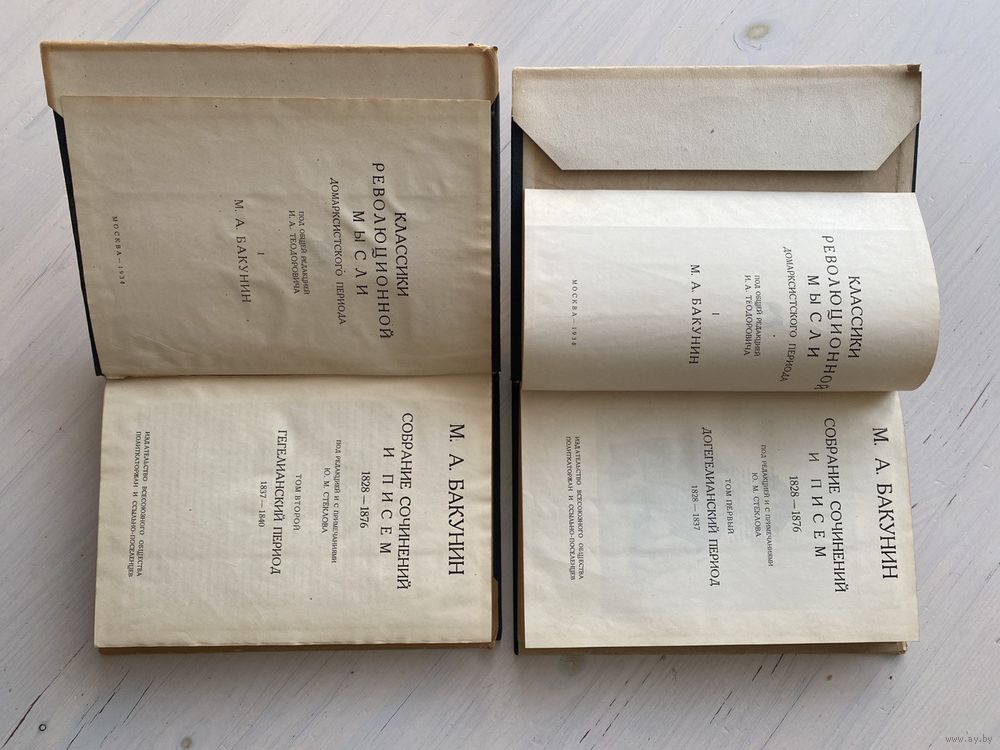 КЛАССИКИ
РЕВОЛЮЦИОННОЙ
МЫСЛИ
ДОМАРКСИСТСКОГО ПЕРИОДА
ПОД ОБЩЕЙ РЕДАКЦИЕЙ
И. А. ТЕОДОРОВИЧА
I
М. А. БАКУНИН
МОСКВА—1934
М. А. БАКУНИН
СОБРАНИЕ СОЧИНЕНИЙ
И ПИСЕМ
1828—1876
ПОД РЕДАКЦИЕЙ И С ПРИМЕЧАНИЯМИ
Ю. М. СТЕКЛОВА
ТОМ ВТОРОЙ
ГЕГЕЛИАНСКИЙ ПЕРИОД
1837—1840
ИЗДАТЕЛЬСТВО ВСЕСОЮЗНОГО ОБЩЕСТВА
ПОЛИТКАТОРЖАН И ССЫЛЬНО-ПОСЕЛЕНЦЕВ
КЛАССИКИ
РЕВОЛЮЦИОННОЙ
МЫСЛИ
ДОМАРКСИСТСКОГО ПЕРИОДА
ПОД ОБЩЕЙ РЕДАКЦИЕЙ
И. А. ТЕОДОРОВИЧА
I
М. А. БАКУНИН
МОСКВА—1934
М. А. БАКУНИН
СОБРАНИЕ СОЧИНЕНИЙ
И ПИСЕМ
1828—1876
ПОД РЕДАКЦИЕЙ И С ПРИМЕЧАНИЯМИ
Ю. М. СТЕКЛОВА
ТОМ ПЕРВЫЙ
ДОГЕГЕЛИАНСКИЙ ПЕРИОД
1828—1837
ИЗДАТЕЛЬСТВО ВСЕСОЮЗНОГО ОБЩЕСТВА
ПОЛИТКАТОРЖАН И ССЫЛЬНО-ПОСЕЛЕНЦЕВ
www.ay.by